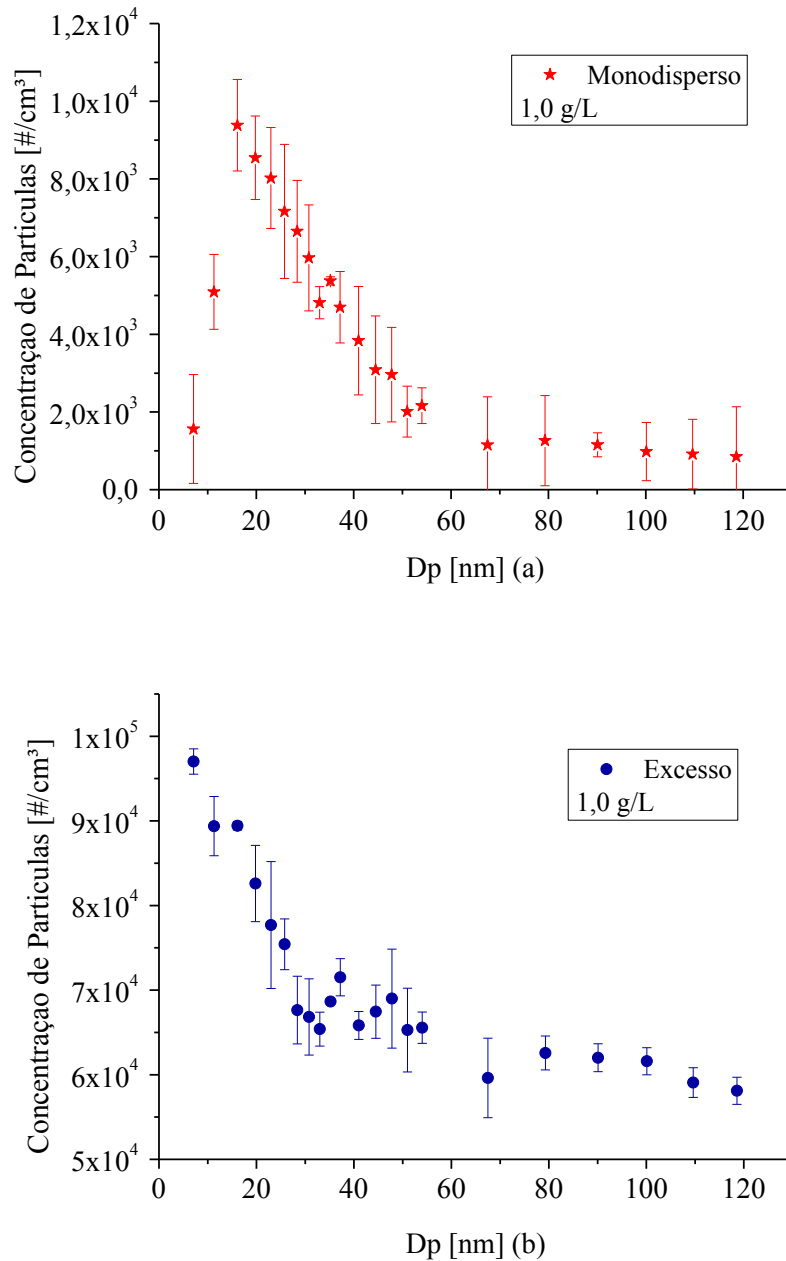 1,2x10⁴
1,0x10⁴
8,0x10³
6,0x10³
4,0x10³
2,0x10³
0,0
Concentraçao de Particulas [#/cm³]
Monodisperso
1,0 g/L
0 20 40 60 80 100 120
Dp [nm] (a)
1x10⁵
9x10⁴
8x10⁴
7x10⁴
6x10⁴
5x10⁴
Concentraçao de Particulas [#/cm³]
Excesso
1,0 g/L
0 20 40 60 80 100 120
Dp [nm] (b)